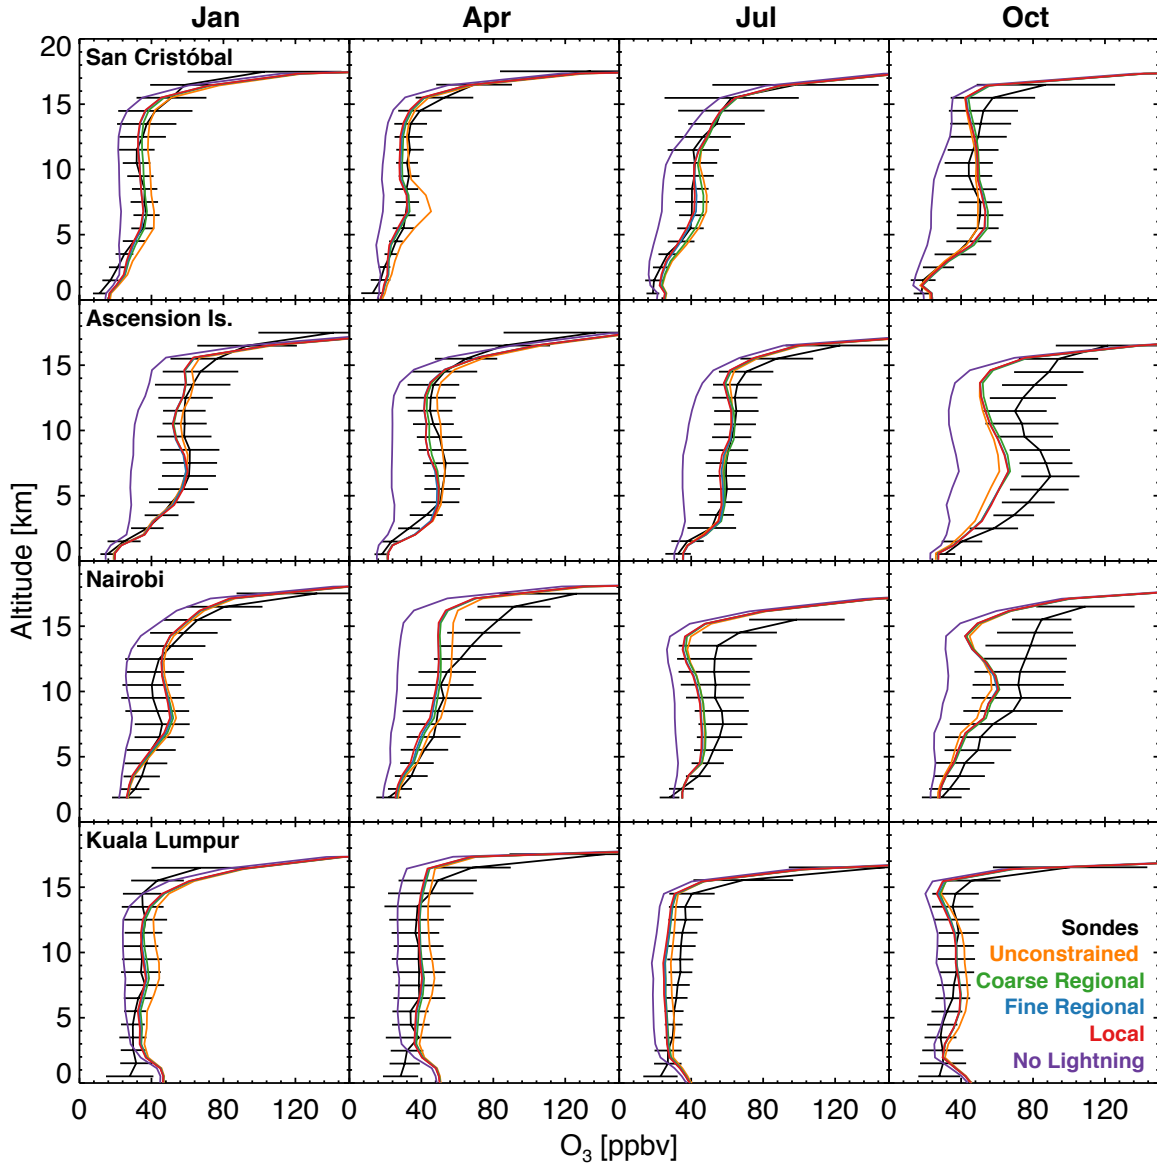 Jan Apr Jul Oct
San Cristóbal
20
15
10
5
0
Ascension Is.
15
10
5
0
Nairobi
15
10
5
0
Kuala Lumpur
15
10
5
0
Altitude [km]
Sondes
Unconstrained
Coarse Regional
Fine Regional
Local
No Lightning
0 40 80 120 0 40 80 120 0 40 80 120 0 40 80 120
O₃ [ppbv]